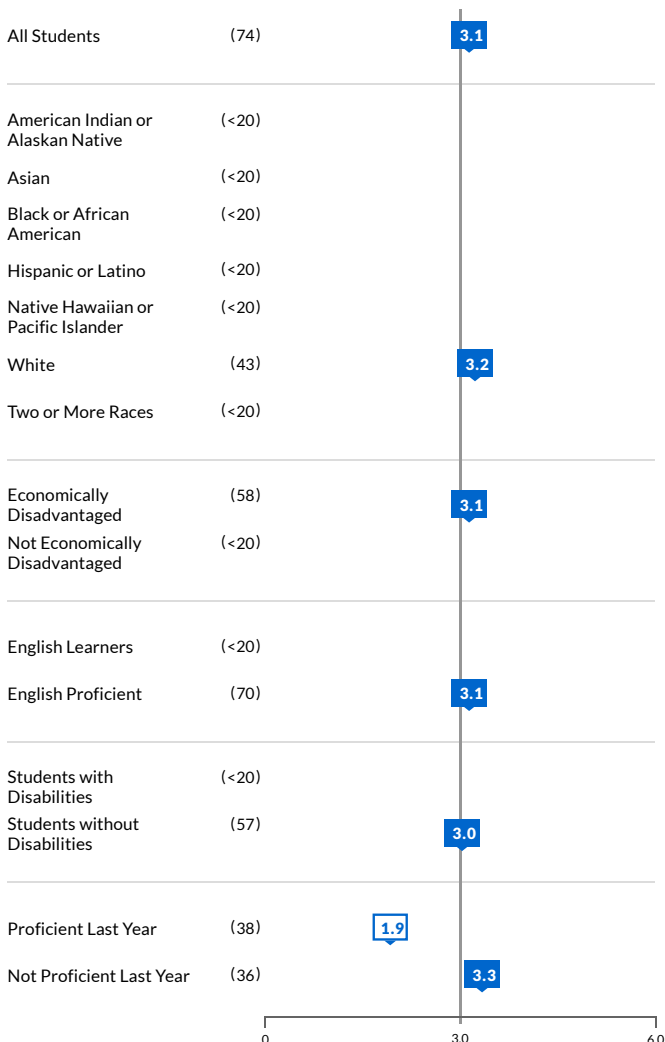 All Students (74) 3.1
American Indian or (<20)
Alaskan Native
Asian (<20)
Black or African (<20)
American
Hispanic or Latino (<20)
Native Hawaiian or (<20)
Pacific Islander
White (43) 3.2
Two or More Races (<20)
Economically (58) 3.1
Disadvantaged
Not Economically (<20)
Disadvantaged
English Learners (<20)
English Proficient (70) 3.1
Students with (<20)
Disabilities
Students without (57) 3.0
Disabilities
Proficient Last Year (38) 1.9
Not Proficient Last Year (36) 3.3
0 3.0 6.0